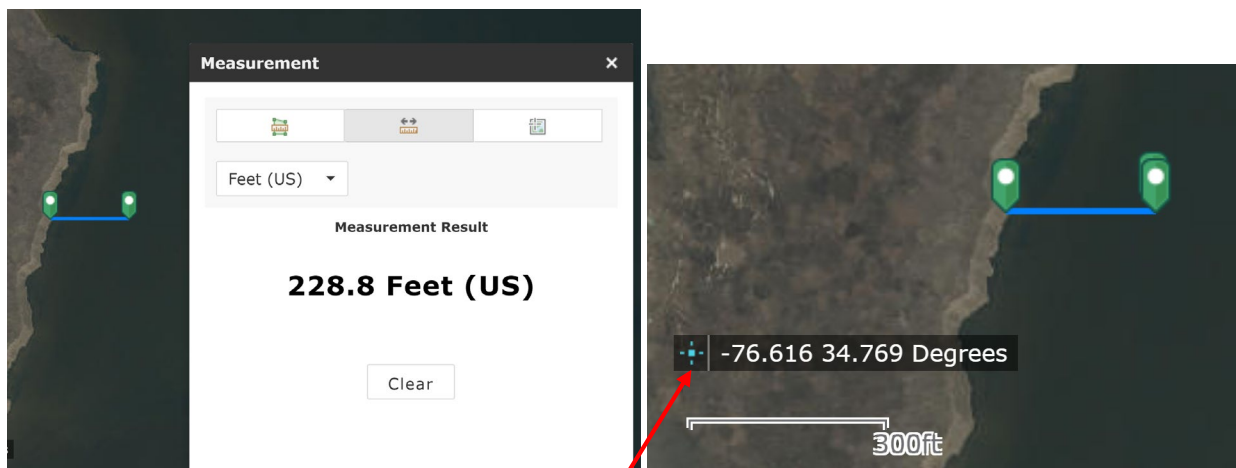 Measurement ×
Feet (US)
Measurement Result
228.8 Feet (US)
Clear
-76.616 34.769 Degrees
300ft